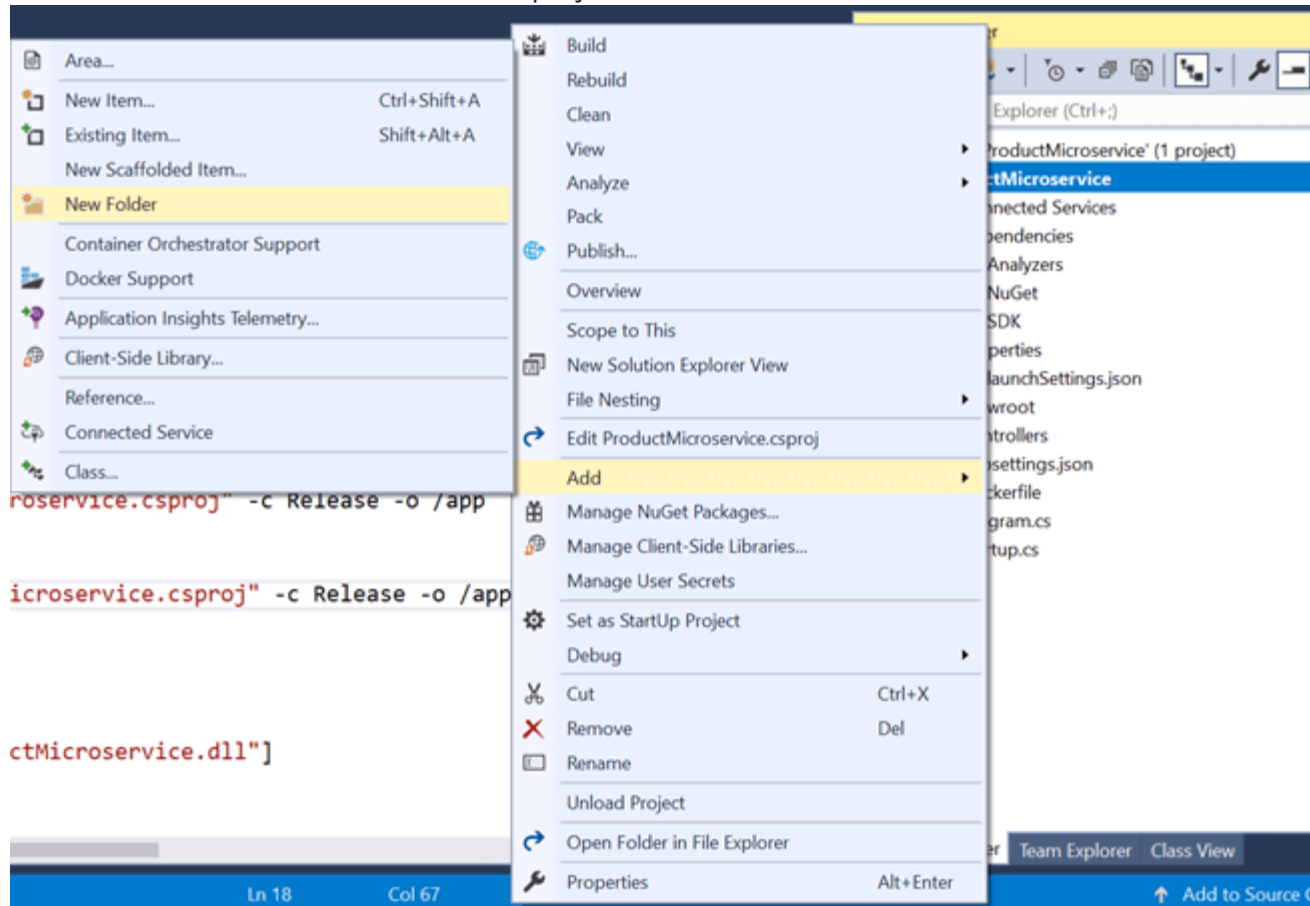 Area...
New Item... Ctrl+Shift+A
Existing Item... Shift+Alt+A
New Scaffolded Item...
New Folder
Container Orchestrator Support
Docker Support
Application Insights Telemetry...
Client-Side Library...
Reference...
Connected Service
Class...
Build
Rebuild
Clean
View
Analyze
Pack
Publish...
Overview
Scope to This
New Solution Explorer View
File Nesting
Edit ProductMicroservice.csproj
Add
Manage NuGet Packages...
Manage Client-Side Libraries...
Manage User Secrets
Set as StartUp Project
Debug
Cut Ctrl+X
Remove Del
Rename
Unload Project
Open Folder in File Explorer
Properties Alt+Enter
Explorer (Ctrl+;)
roductMicroservice' (1 project)
ctMicroservice
nnected Services
pendencies
Analyzers
NuGet
SDK
perties
launchSettings.json
wroot
ntrollers
psettings.json
ckerfile
gram.cs
tup.cs
roservice.csproj" -c Release -o /app
icroservice.csproj" -c Release -o /app
ctMicroservice.dll"]
er Team Explorer Class View
Ln 18 Col 67 Add to Source